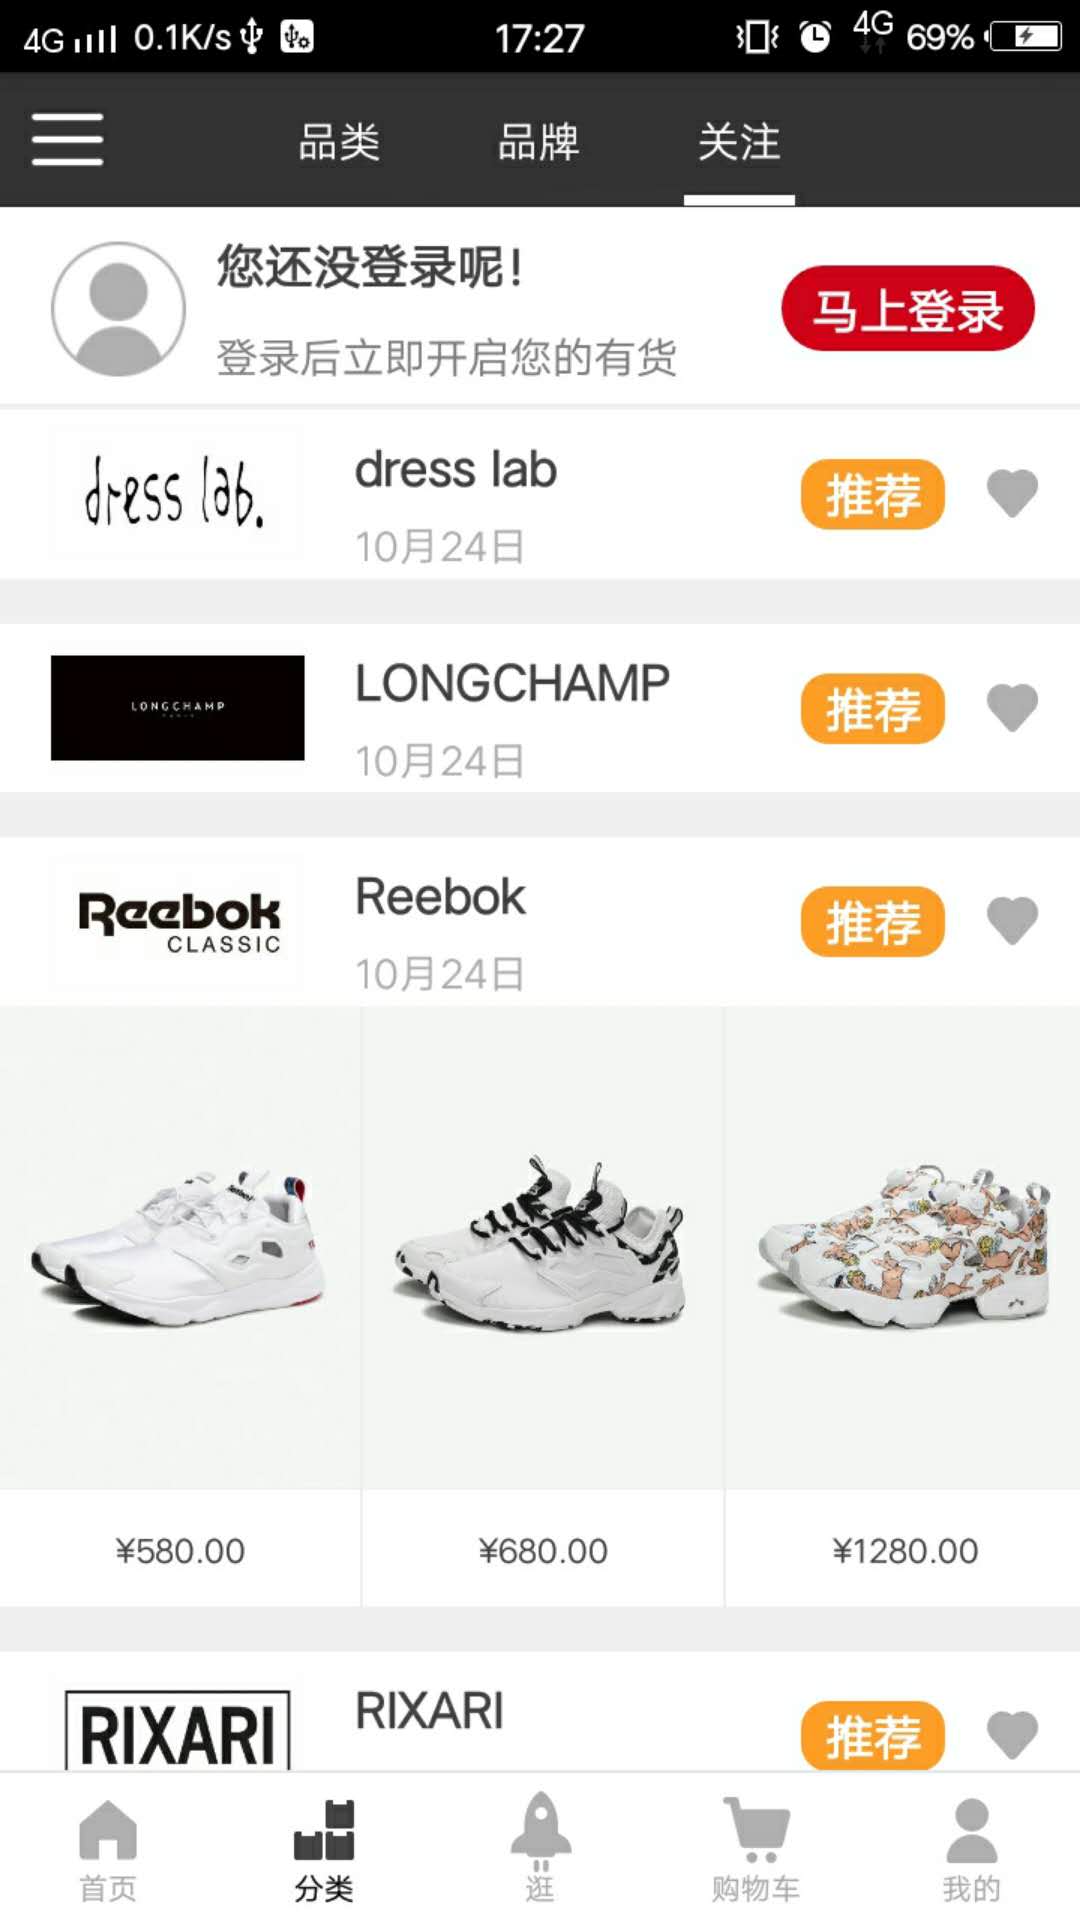 4G 0.1K/s 17:27 4G 69%
品类 品牌 关注
您还没登录呢!
登录后立即开启您的有货
马上登录
dress lab.
dress lab
10月24日
推荐
LONGCHAMP
LONGCHAMP
10月24日
推荐
Reebok
CLASSIC
Reebok
10月24日
推荐
¥580.00 ¥680.00 ¥1280.00
RIXARI
RIXARI
推荐
首页 分类 逛 购物车 我的